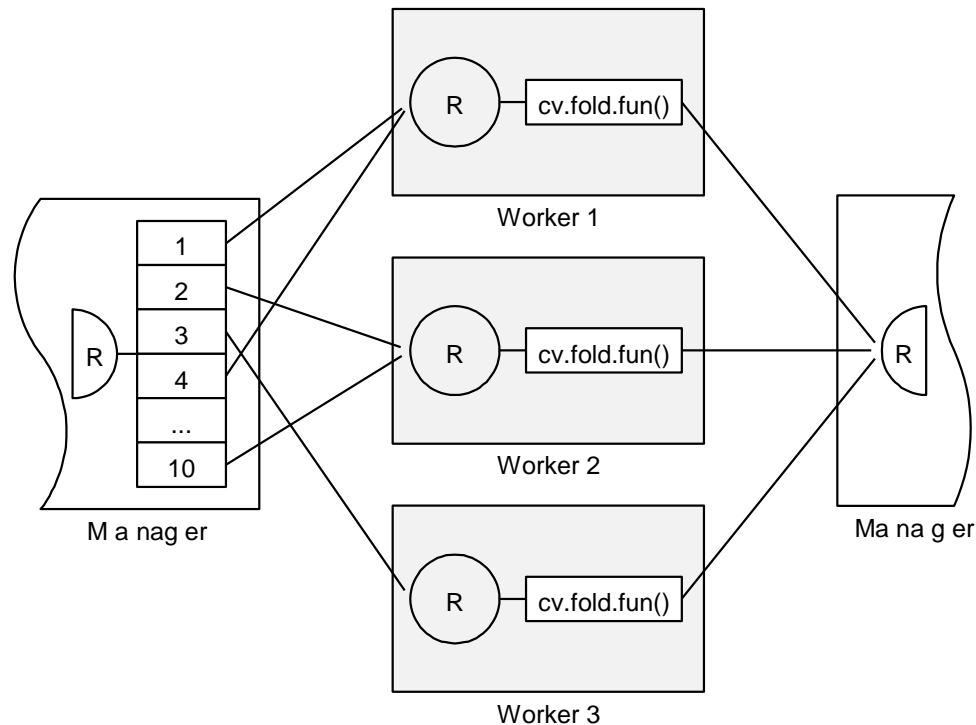 R
1
2
3
4
...
10
M a nag er
R
cv.fold.fun()
Worker 1
R
cv.fold.fun()
Worker 2
R
cv.fold.fun()
Worker 3
R
Ma na g er